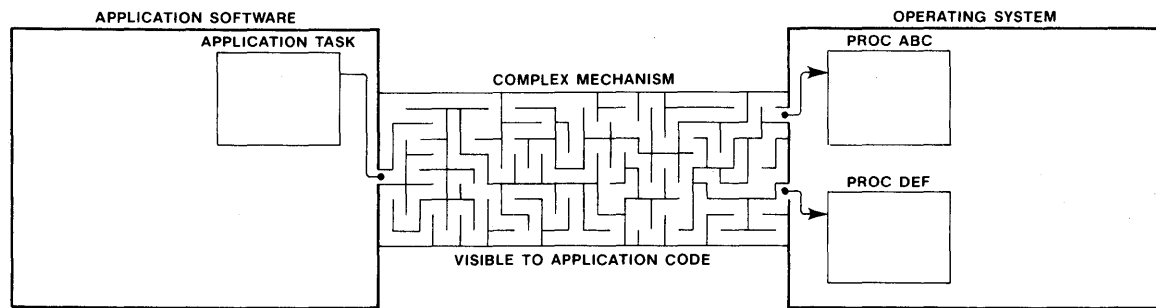 APPLICATION SOFTWARE
OPERATING SYSTEM
APPLICATION TASK
PROC ABC
COMPLEX MECHANISM
PROC DEF
VISIBLE TO APPLICATION CODE